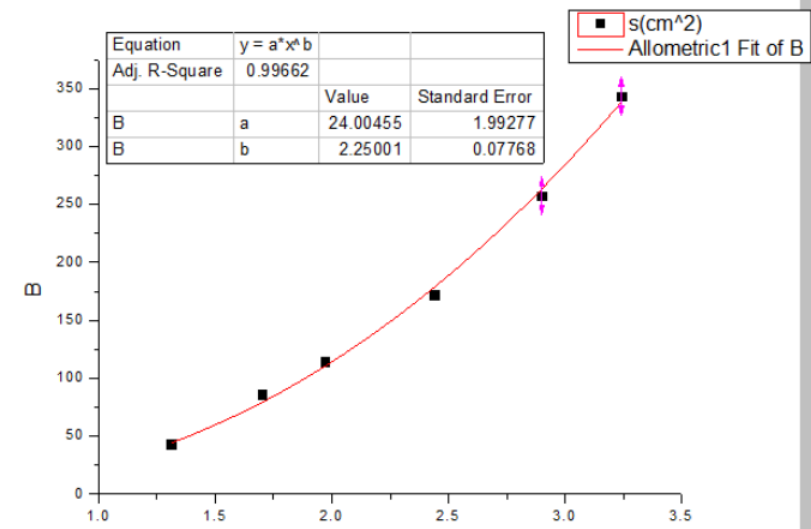 s(cm^2)
Allometric1 Fit of B
Equation y = a*x^b
Adj. R-Square 0.99662
Value Standard Error
B a 24.00455 1.99277
B b 2.25001 0.07768
350
300
250
200
150
100
50
0
B
1.0 1.5 2.0 2.5 3.0 3.5